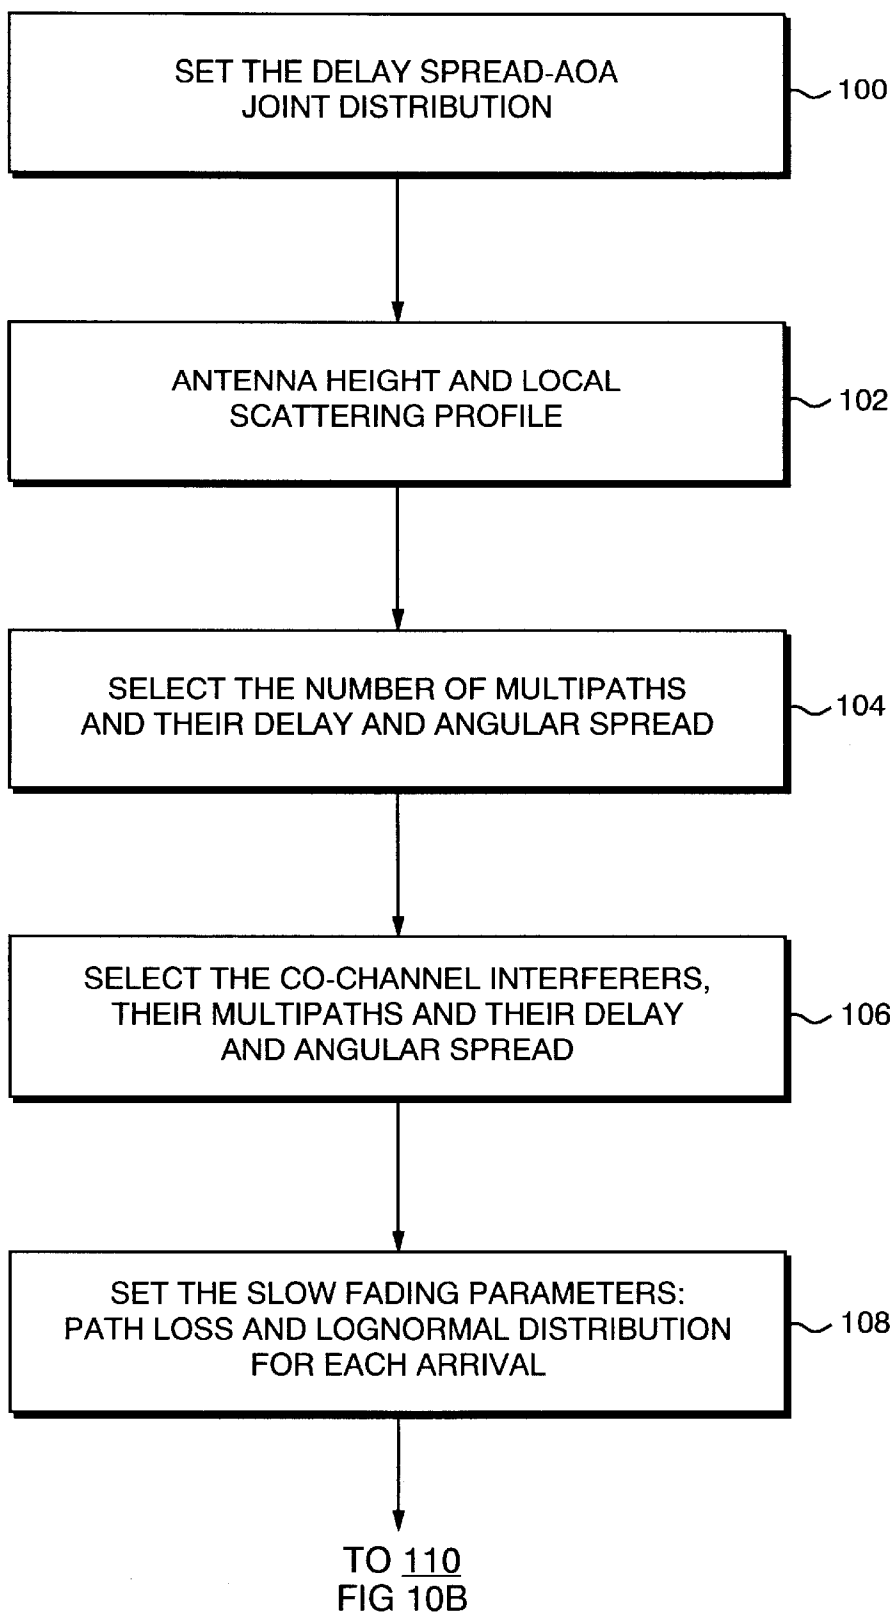 SET THE DELAY SPREAD-AOA
JOINT DISTRIBUTION
100
ANTENNA HEIGHT AND LOCAL
SCATTERING PROFILE
102
SELECT THE NUMBER OF MULTIPATHS
AND THEIR DELAY AND ANGULAR SPREAD
104
SELECT THE CO-CHANNEL INTERFERERS,
THEIR MULTIPATHS AND THEIR DELAY
AND ANGULAR SPREAD
106
SET THE SLOW FADING PARAMETERS:
PATH LOSS AND LOGNORMAL DISTRIBUTION
FOR EACH ARRIVAL
108
TO 110
FIG 10B